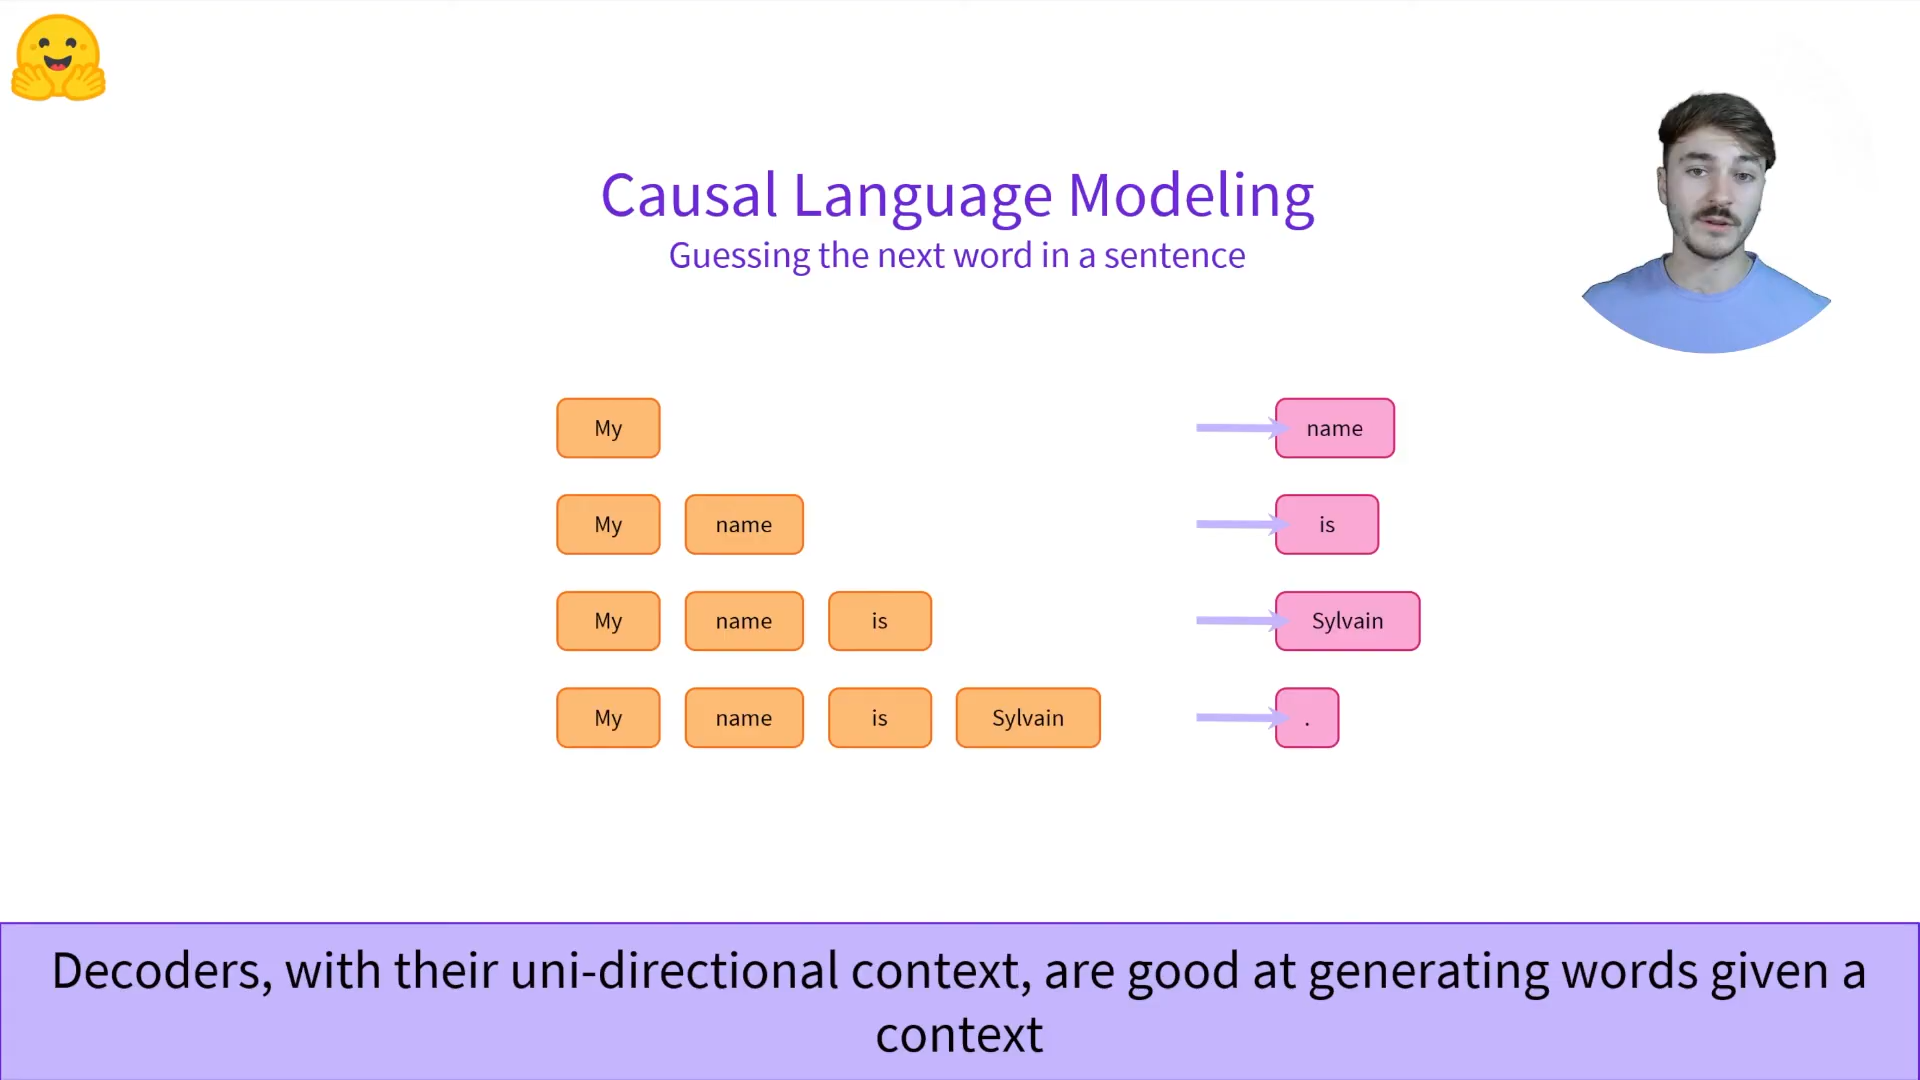 Causal Language Modeling
Guessing the next word in a sentence
My name
My name is
My name is Sylvain
My name is Sylvain .
Decoders, with their uni-directional context, are good at generating words given a
context